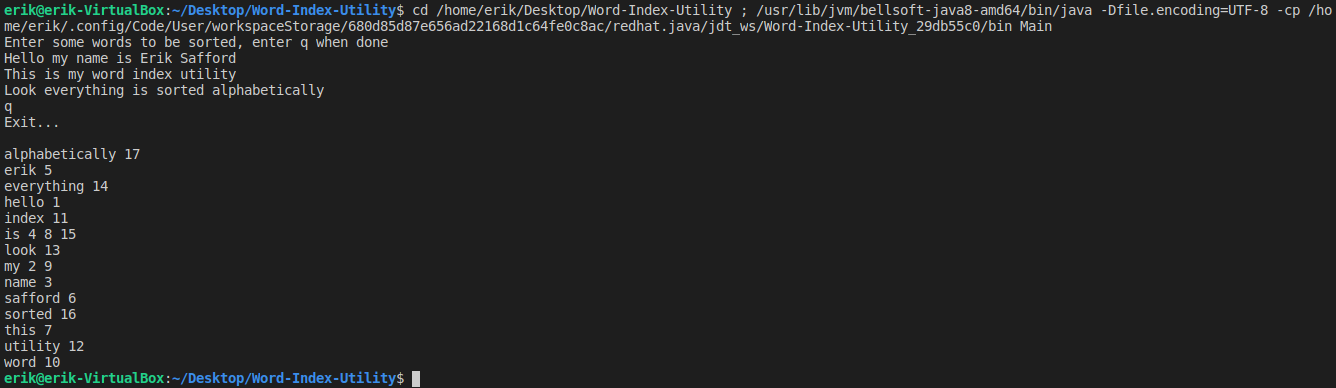 erik@erik-VirtualBox:~/Desktop/Word-Index-Utility$ cd /home/erik/Desktop/Word-Index-Utility ; /usr/lib/jvm/bellsoft-java8-amd64/bin/java -Dfile.encoding=UTF-8 -cp /ho
me/erik/.config/Code/User/workspaceStorage/680d85d87e656ad22168d1c64fe0c8ac/redhat.java/jdt_ws/Word-Index-Utility_29db55c0/bin Main
Enter some words to be sorted, enter q when done
Hello my name is Erik Safford
This is my word index utility
Look everything is sorted alphabetically
q
Exit...
alphabetically 17
erik 5
everything 14
hello 1
index 11
is 4 8 15
look 13
my 2 9
name 3
safford 6
sorted 16
this 7
utility 12
word 10
erik@erik-VirtualBox:~/Desktop/Word-Index-Utility$